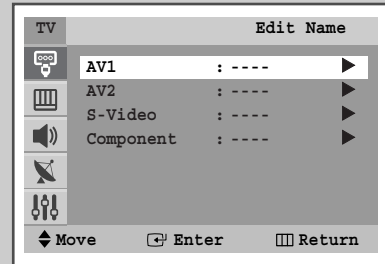 TV Edit Name
AV1 : ----
AV2 : ----
S-Video : ----
Component : ----
Move Enter Return